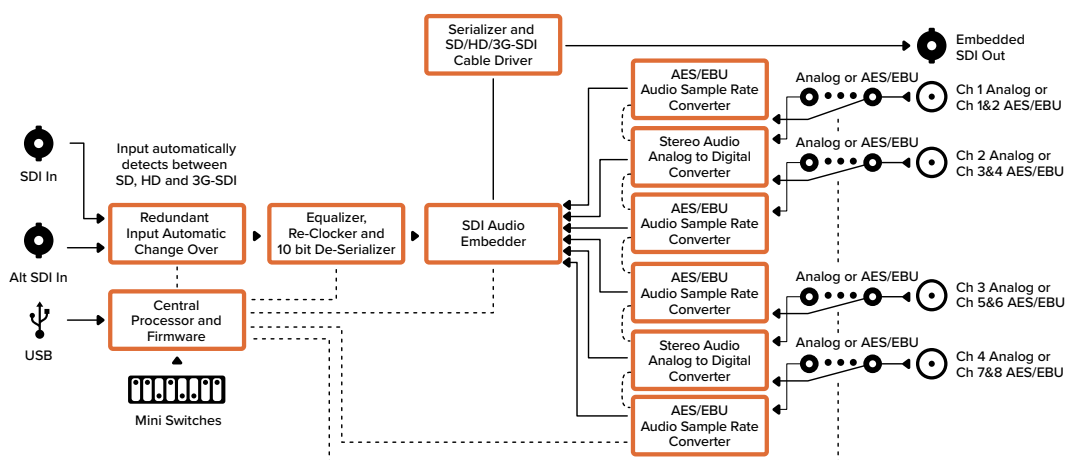 Serializer and
SD/HD/3G-SDI
Cable Driver
Embedded
SDI Out
AES/EBU
Audio Sample Rate
Converter
Analog or AES/EBU
Ch 1 Analog or
Ch 1&2 AES/EBU
SDI In
Input automatically
detects between
SD, HD and 3G-SDI
Stereo Audio
Analog to Digital
Converter
Analog or AES/EBU
Ch 2 Analog or
Ch 3&4 AES/EBU
Alt SDI In
Redundant
Input Automatic
Change Over
Equalizer,
Re-Clocker and
10 bit De-Serializer
SDI Audio
Embedder
AES/EBU
Audio Sample Rate
Converter
USB
Central
Processor and
Firmware
AES/EBU
Audio Sample Rate
Converter
Analog or AES/EBU
Ch 3 Analog or
Ch 5&6 AES/EBU
Stereo Audio
Analog to Digital
Converter
Analog or AES/EBU
Ch 4 Analog or
Ch 7&8 AES/EBU
Mini Switches
AES/EBU
Audio Sample Rate
Converter